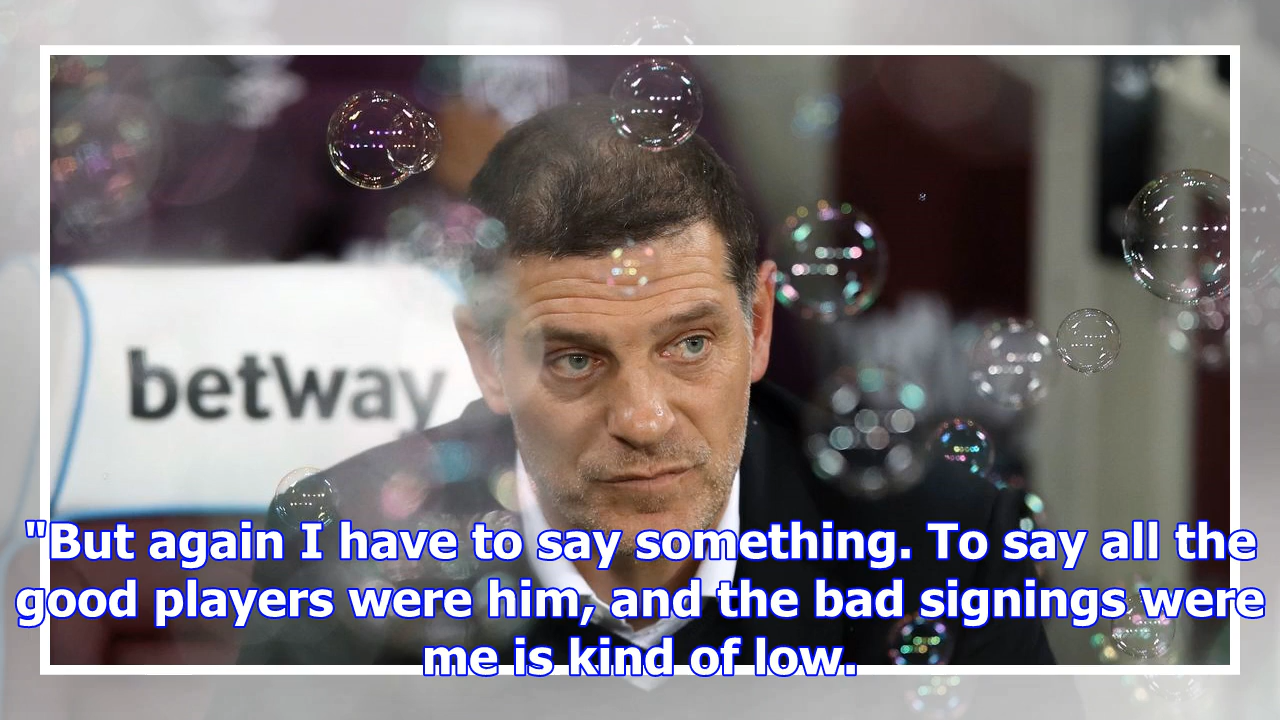 betway
"But again I have to say something. To say all the
good players were him, and the bad signings were
me is kind of low.